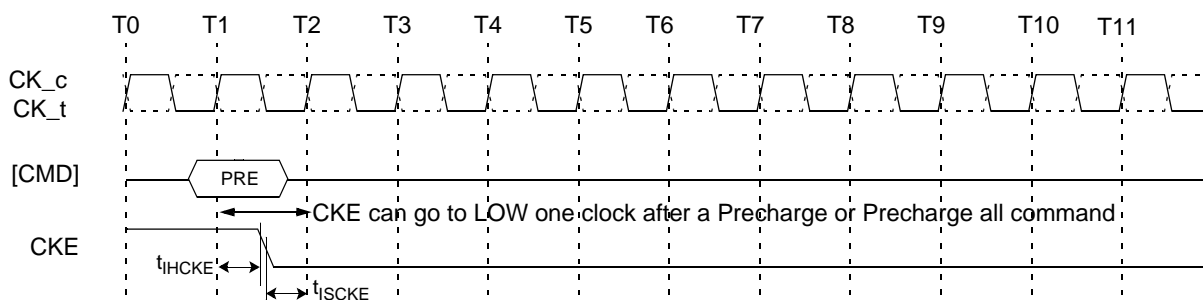 T0 T1 T2 T3 T4 T5 T6 T7 T8 T9 T10 T11
CK_c
CK_t
[CMD] PRE
CKE can go to LOW one clock after a Precharge or Precharge all command
CKE
tIHCKE
tISCKE